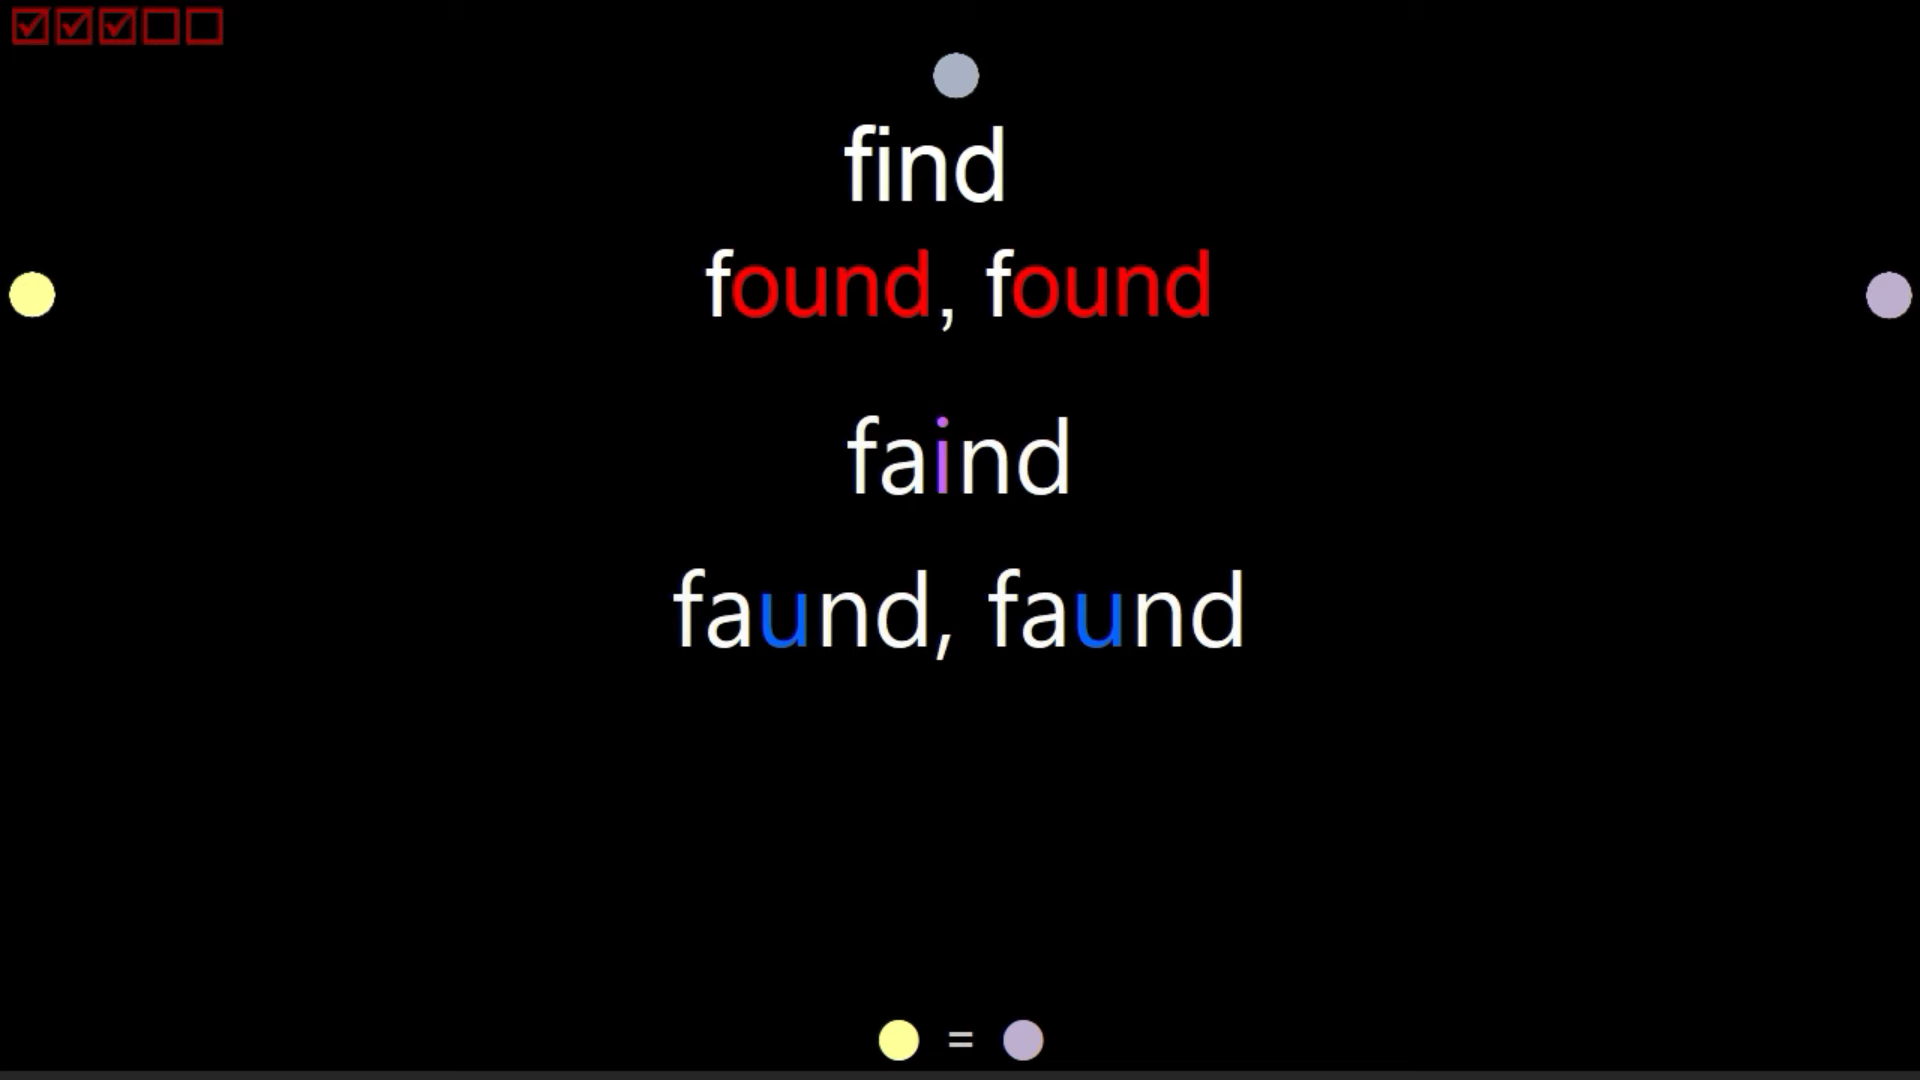 ☑☑☑☐☐
find
found, found
faind
faund, faund
=